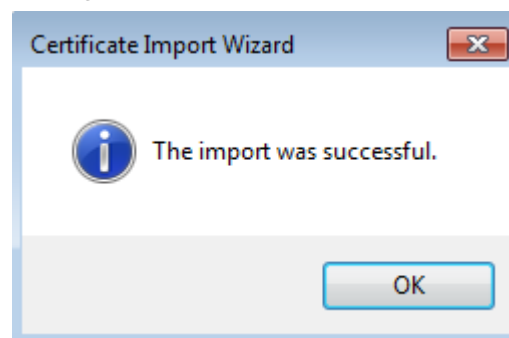 Certificate Import Wizard
The import was successful.
OK